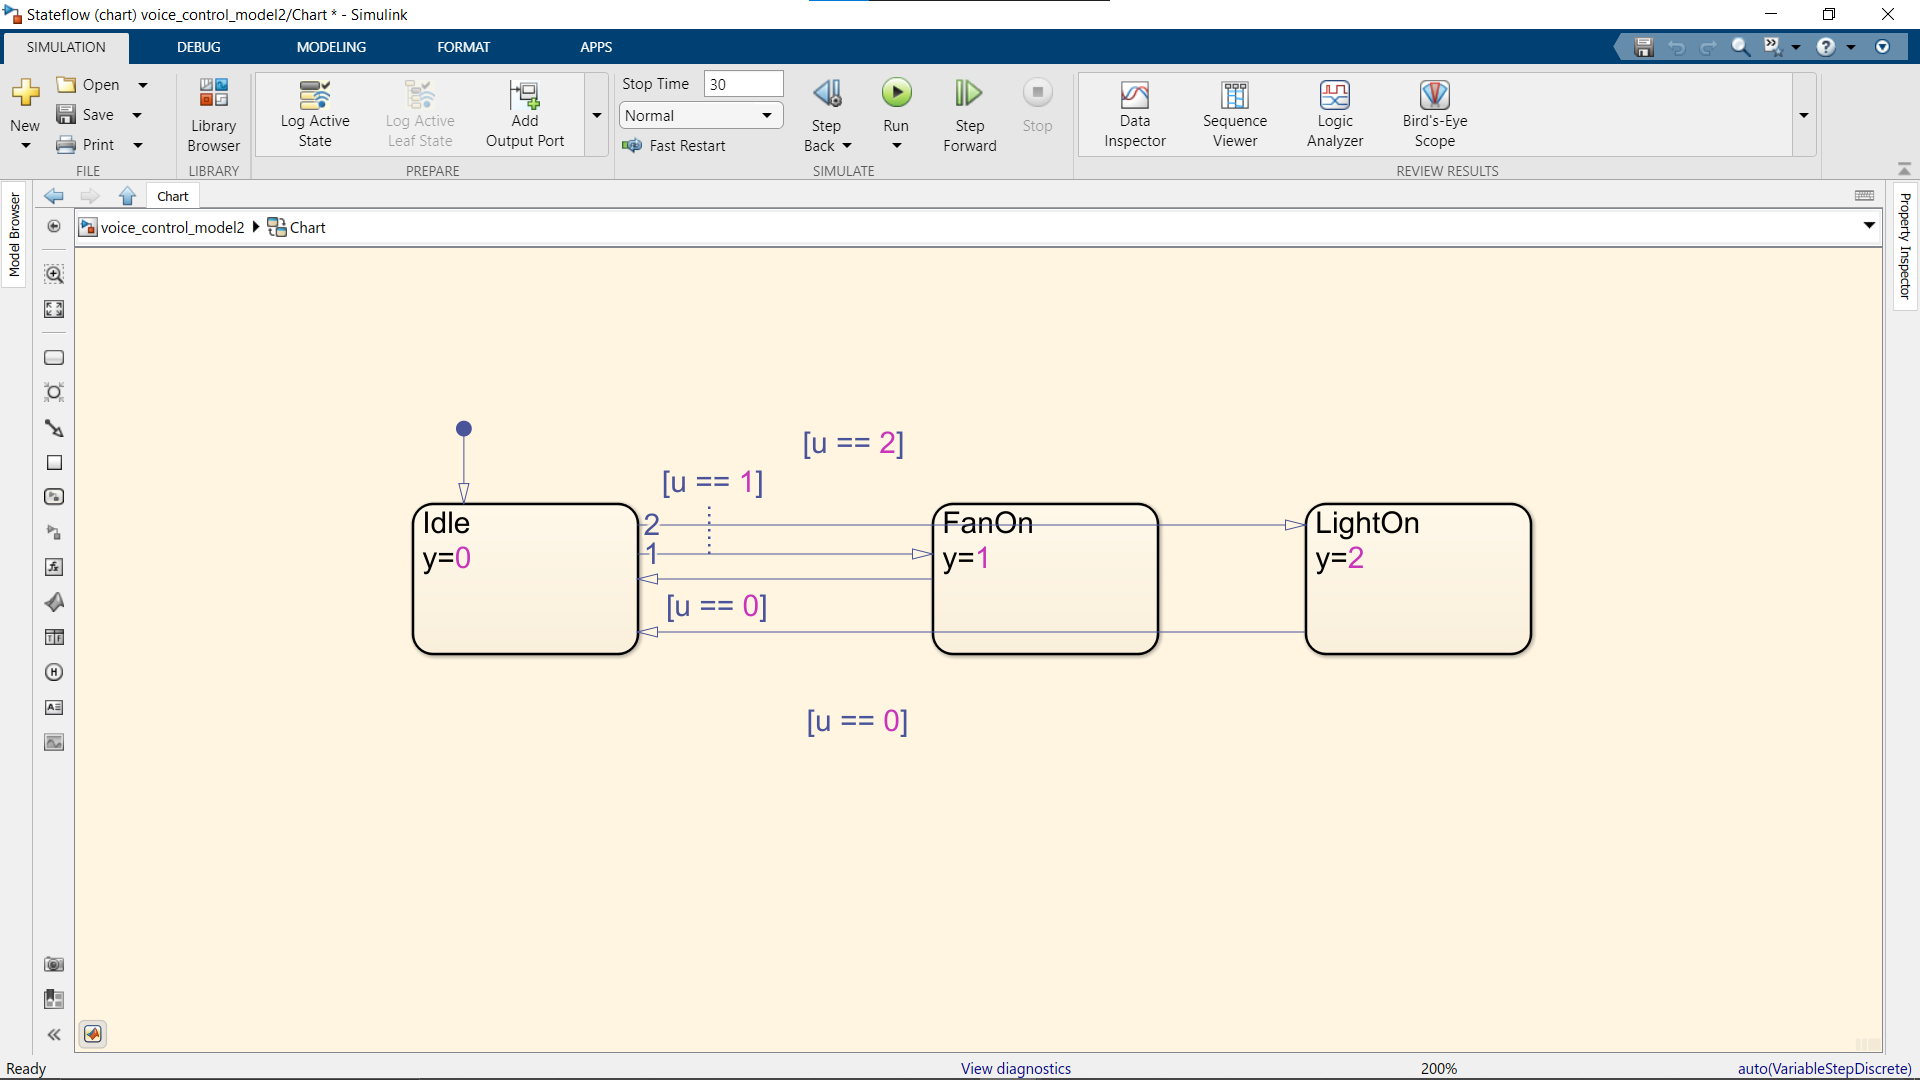 Stateflow (chart) voice_control_model2/Chart * - Simulink
SIMULATION DEBUG MODELING FORMAT APPS
New
Open
Save
Print
FILE
Library
Browser
LIBRARY
Log Active
State
Log Active
Leaf State
Add
Output Port
PREPARE
Stop Time 30
Normal
Fast Restart
Step
Back
Run
Step
Forward
Stop
SIMULATE
Data
Inspector
Sequence
Viewer
Logic
Analyzer
Bird's-Eye
Scope
REVIEW RESULTS
Model Browser
Chart
voice_control_model2 Chart
Property Inspector
[u == 2]
[u == 1]
Idle
y=0
2
1
FanOn
y=1
LightOn
y=2
[u == 0]
[u == 0]
Ready View diagnostics 200% auto(VariableStepDiscrete)